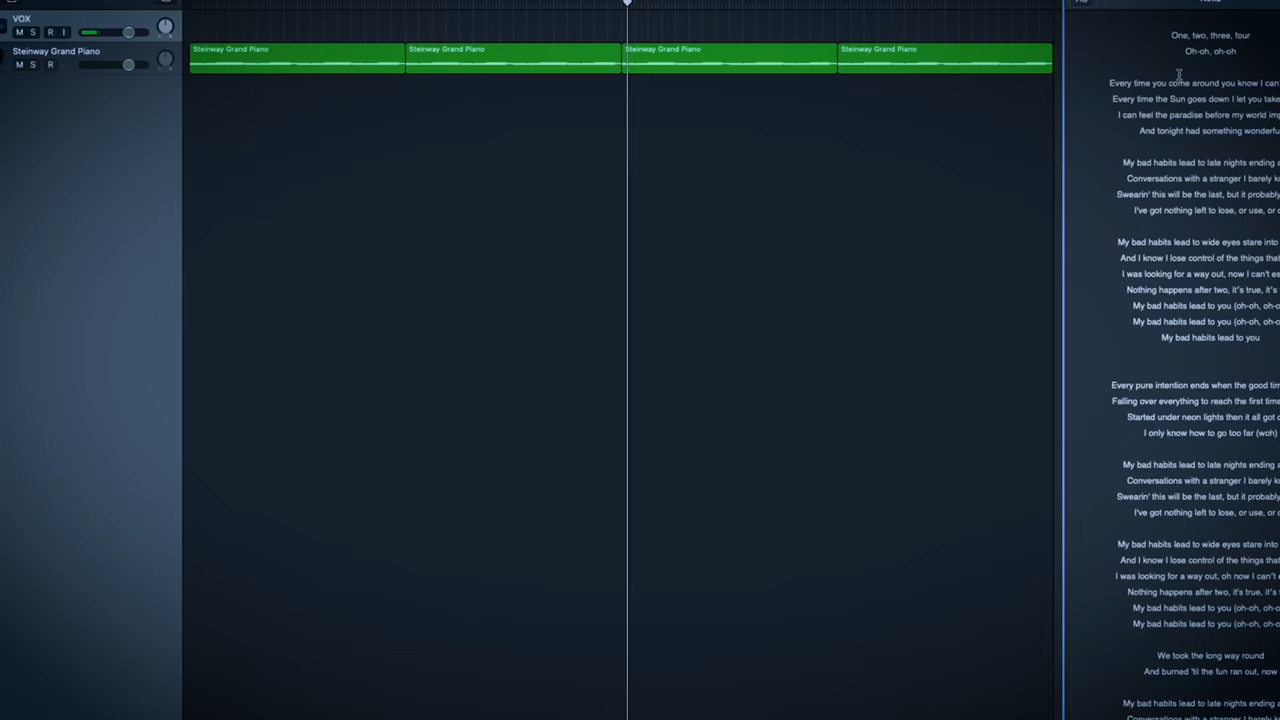 VOX
M S R I
Steinway Grand Piano
M S R
Steinway Grand Piano
Steinway Grand Piano
Steinway Grand Piano
Steinway Grand Piano
One, two, three, four
Oh-oh, oh-oh
Every time you come around you know I can
Every time the Sun goes down I let you take
I can feel the paradise before my world
And tonight had something
My bad habits lead to late nights ending
Conversations with a stranger I barely
Swearin' this will be the last, but it probably
I've got nothing left to lose, or use, or
My bad habits lead to wide eyes stare into
And I know I lose control of the things
I was looking for a way out, now I can't
Nothing happens after two, it's true, it's
My bad habits lead to you (oh-oh,
My bad habits lead to you (oh-oh,
My bad habits lead to you
Every pure intention ends when the good
Falling over everything to reach the first
Started under neon lights then it all got
I only know how to go too far (woh)
My bad habits lead to late nights ending
Conversations with a stranger I barely
Swearin' this will be the last, but it probably
I've got nothing left to lose, or use, or
My bad habits lead to wide eyes stare into
And I know I lose control of the things
I was looking for a way out, oh now I can't
Nothing happens after two, it's true, it's
My bad habits lead to you (oh-oh,
My bad habits lead to you (oh-oh,
We took the long way round
And burned 'til the fun ran out, now
My bad habits lead to late nights ending